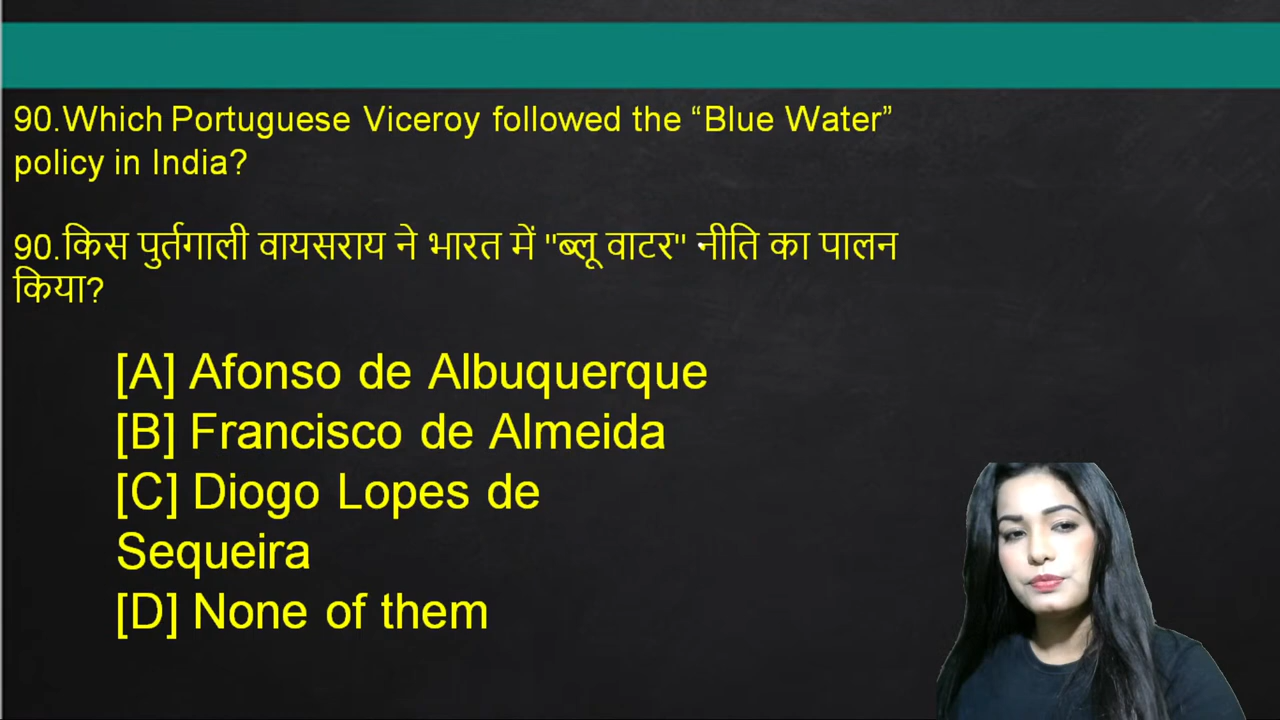 90.Which Portuguese Viceroy followed the “Blue Water”
policy in India?
90.किस पुर्तगाली वायसराय ने भारत में "ब्लू वाटर" नीति का पालन
किया?
[A] Afonso de Albuquerque
[B] Francisco de Almeida
[C] Diogo Lopes de
Sequeira
[D] None of them